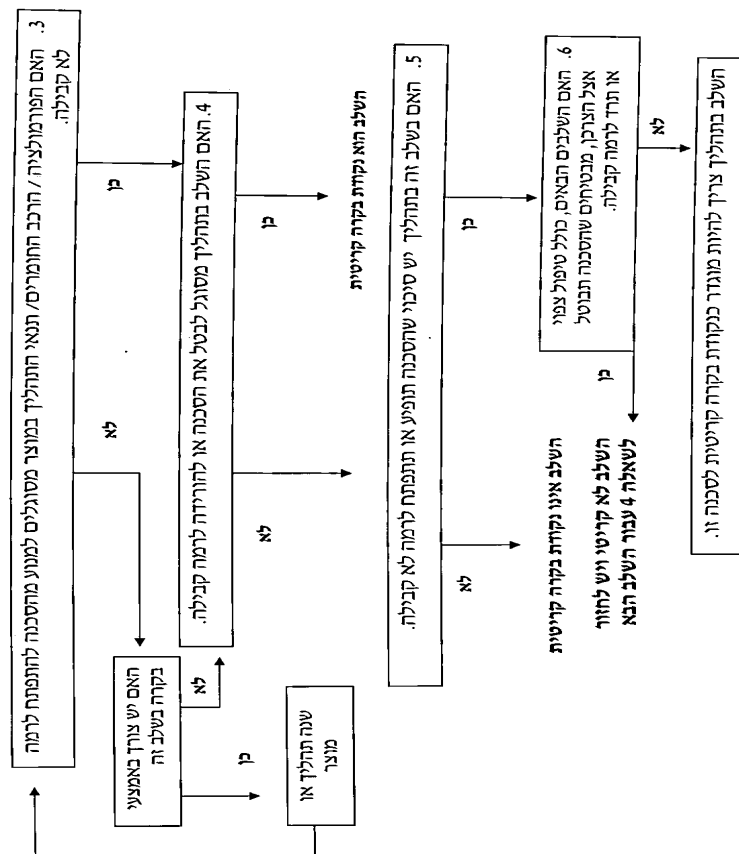 3. האם הפורמולציה / הרכב החומרים/ תנאי התהליך במוצר מסוגלים למנוע מהסכנה להתפתח לרמה
לא קבילה.
כן
לא
האם יש צורך באמצעי
בקרה בשלב זה
לא
כן
שנה תהליך או
מוצר
4. האם השלב בתהליך מסוגל לבטל את הסכנה או להורידה לרמה קבילה.
כן
לא
השלב הוא נקודת בקרה קריטית
5. האם בשלב זה בתהליך יש סיכוי שהסכנה תופיע או תתפתח לרמה לא קבילה.
כן
לא
השלב אינו נקודת בקרה קריטית
6. האם השלבים הבאים, כולל טיפול צפוי
אצל הצרכן, מבטיחים שהסכנה תבוטל
או תרד לרמה קבילה.
כן
לא
השלב לא קריטי ויש לחזור
לשאלה 4 עבור השלב הבא
השלב בתהליך צריך להיות מוגדר כנקודת בקרה קריטית לסכנה זו.